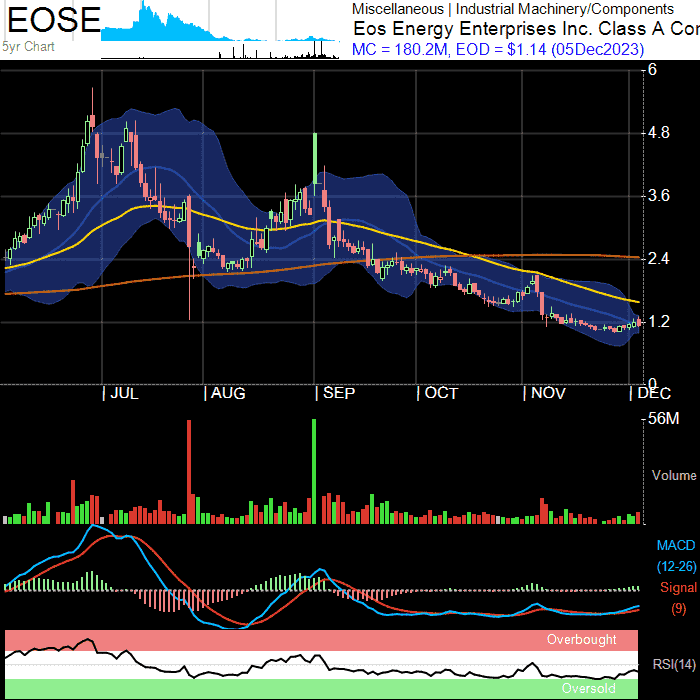 EOSE
5yr Chart
Miscellaneous | Industrial Machinery/Components
Eos Energy Enterprises Inc. Class A Cor
MC = 180.2M, EOD = $1.14 (05Dec2023)
6
4.8
3.6
2.4
1.2
0
JUL
AUG
SEP
OCT
NOV
DEC
56M
Volume
MACD
(12-26)
Signal
(9)
Overbought
RSI(14)
Oversold